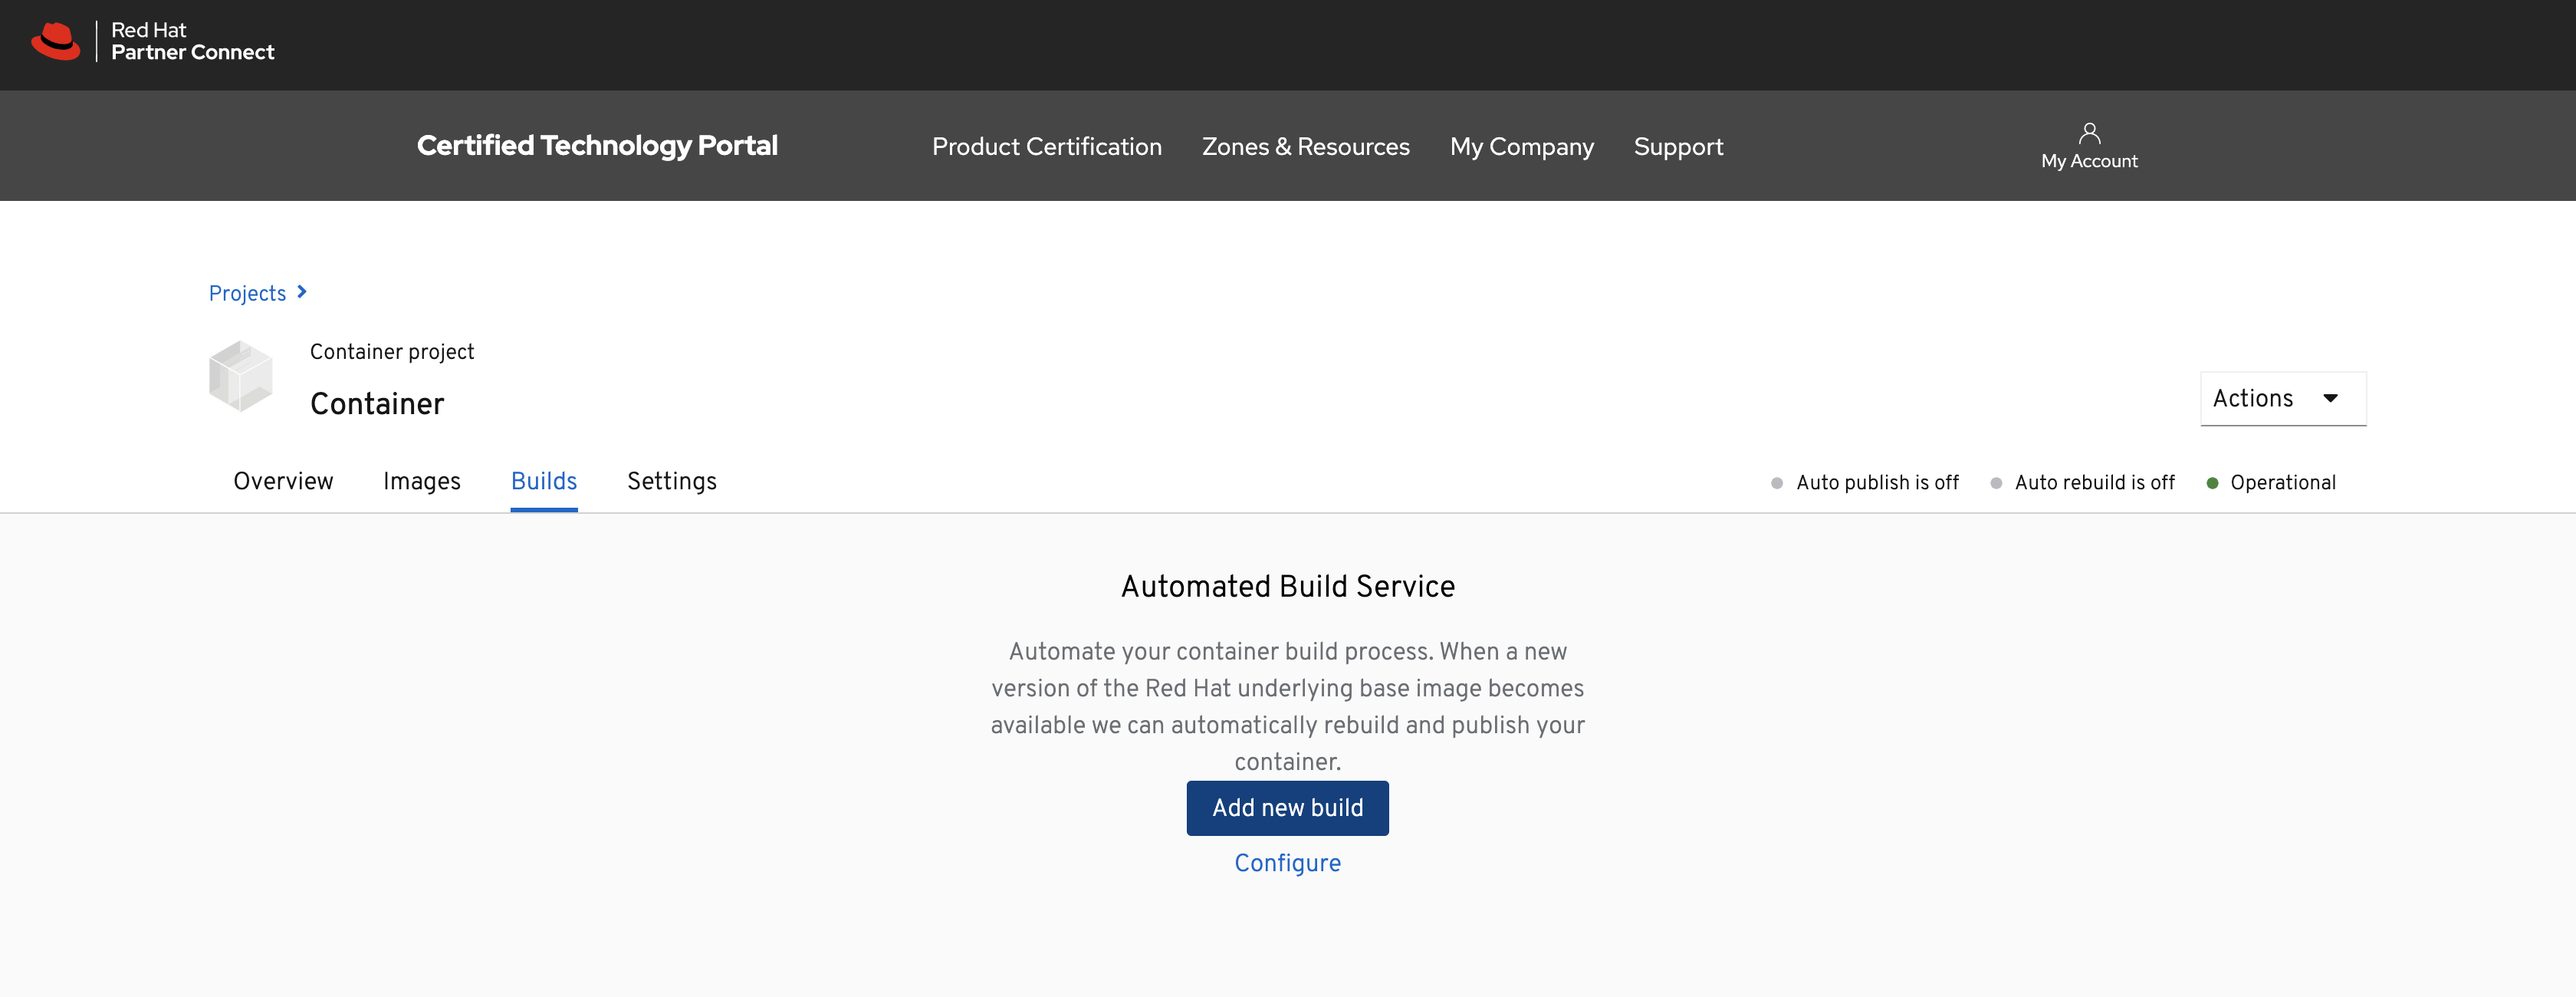 Red Hat
Partner Connect
Certified Technology Portal
Product Certification
Zones & Resources
My Company
Support
My Account
Projects
Container project
Container
Actions
Overview
Images
Builds
Settings
Auto publish is off
Auto rebuild is off
Operational
Automated Build Service
Automate your container build process. When a new
version of the Red Hat underlying base image becomes
available we can automatically rebuild and publish your
container.
Add new build
Configure